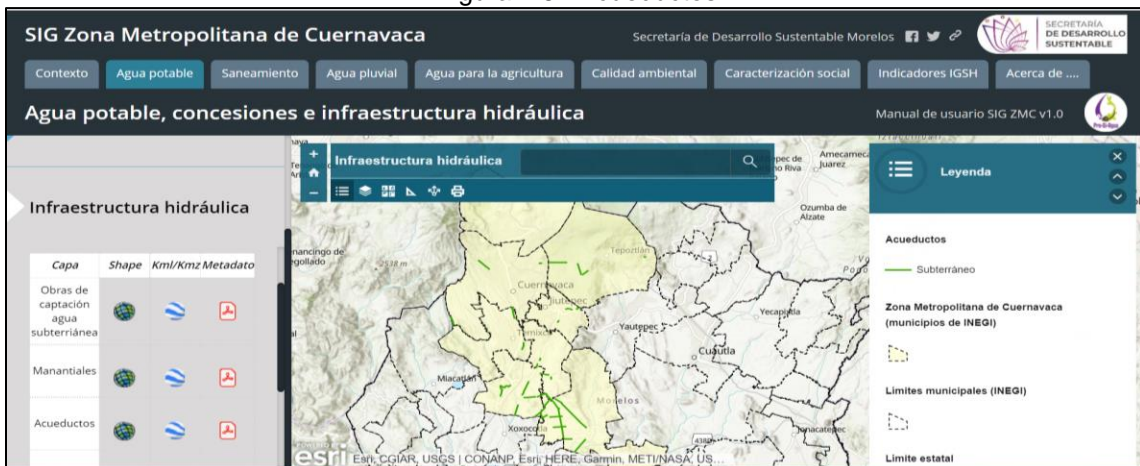 SIG Zona Metropolitana de Cuernavaca
Secretaría de Desarrollo Sustentable Morelos
SECRETARÍA
DE DESARROLLO
SUSTENTABLE
Contexto
Agua potable
Saneamiento
Agua pluvial
Agua para la agricultura
Calidad ambiental
Caracterización social
Indicadores IGSH
Acerca de ....
Agua potable, concesiones e infraestructura hidráulica
Manual de usuario SIG ZMC v1.0
Infraestructura hidráulica
Capa Shape Kml/Kmz Metadato
Obras de
captación
agua
subterránea
Manantiales
Acueductos
Infraestructura hidráulica
Amecameca
Juarez
Ozumba de
Alzate
2538 m
Tepoztlán
Cuernavaca
Jiutepec
Temixco
Yautepec
Yecapixtla
Cuautla
Miacatlán
Morelos
Xoxocotla
Jonacatepec
esri
Esri, CGIAR, USGS | CONANP, Esri, HERE, Garmin, METI/NASA, US...
Leyenda
Acueductos
Subterráneo
Zona Metropolitana de Cuernavaca
(municipios de INEGI)
Limites municipales (INEGI)
Limite estatal